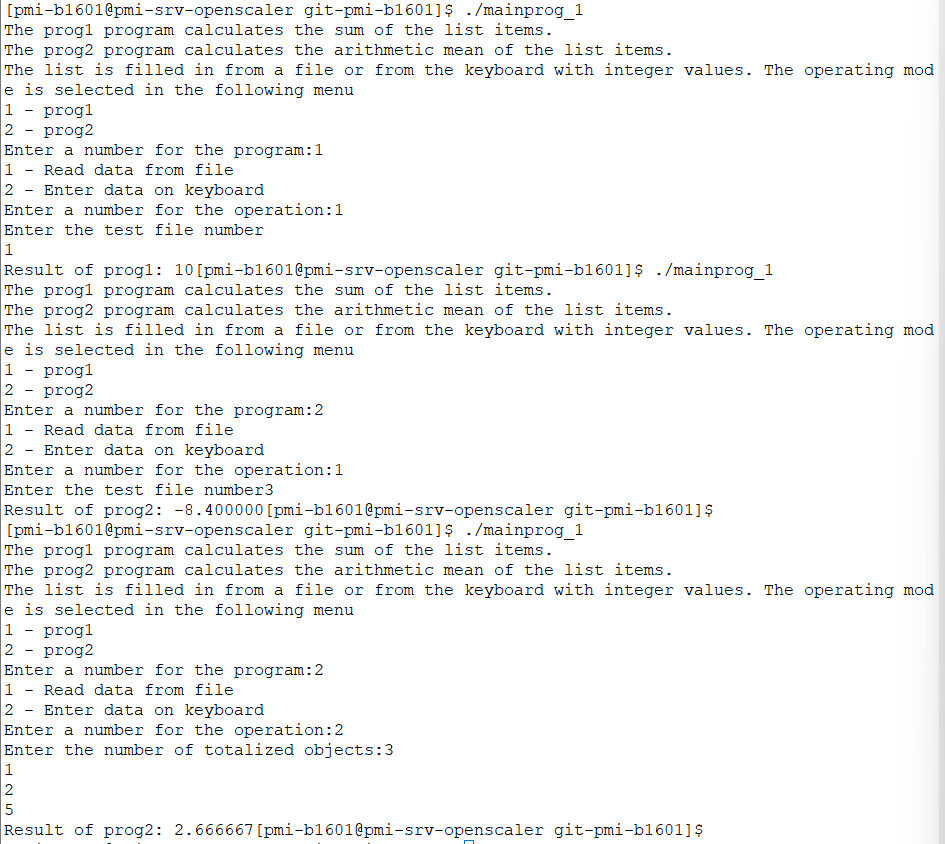 [pmi-b1601@pmi-srv-openscaler git-pmi-b1601]$ ./mainprog_1
The prog1 program calculates the sum of the list items.
The prog2 program calculates the arithmetic mean of the list items.
The list is filled in from a file or from the keyboard with integer values. The operating mod
e is selected in the following menu
1 - prog1
2 - prog2
Enter a number for the program:1
1 - Read data from file
2 - Enter data on keyboard
Enter a number for the operation:1
Enter the test file number
1
Result of prog1: 10[pmi-b1601@pmi-srv-openscaler git-pmi-b1601]$ ./mainprog_1
The prog1 program calculates the sum of the list items.
The prog2 program calculates the arithmetic mean of the list items.
The list is filled in from a file or from the keyboard with integer values. The operating mod
e is selected in the following menu
1 - prog1
2 - prog2
Enter a number for the program:2
1 - Read data from file
2 - Enter data on keyboard
Enter a number for the operation:1
Enter the test file number3
Result of prog2: -8.400000[pmi-b1601@pmi-srv-openscaler git-pmi-b1601]$
[pmi-b1601@pmi-srv-openscaler git-pmi-b1601]$ ./mainprog_1
The prog1 program calculates the sum of the list items.
The prog2 program calculates the arithmetic mean of the list items.
The list is filled in from a file or from the keyboard with integer values. The operating mod
e is selected in the following menu
1 - prog1
2 - prog2
Enter a number for the program:2
1 - Read data from file
2 - Enter data on keyboard
Enter a number for the operation:2
Enter the number of totalized objects:3
1
2
5
Result of prog2: 2.666667[pmi-b1601@pmi-srv-openscaler git-pmi-b1601]$